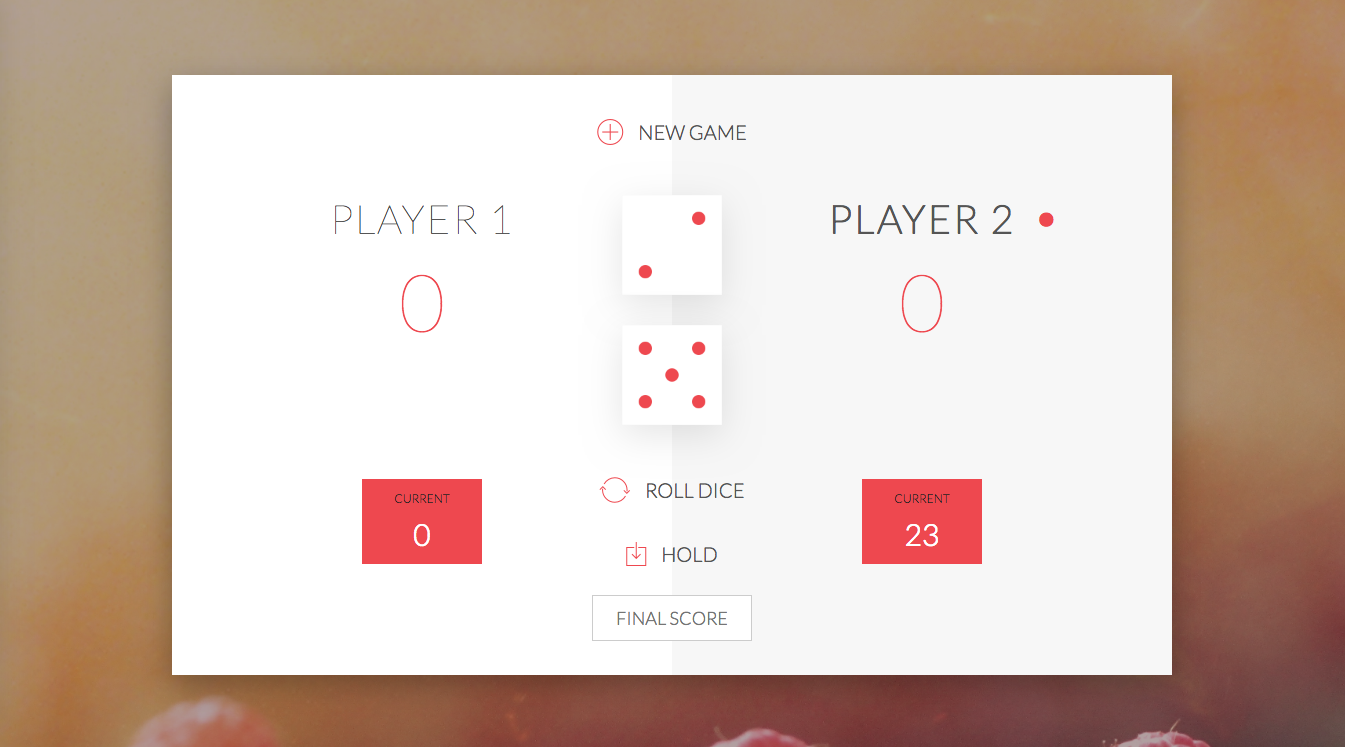 NEW GAME
PLAYER 1
0
PLAYER 2
0
CURRENT
0
CURRENT
23
ROLL DICE
HOLD
FINAL SCORE